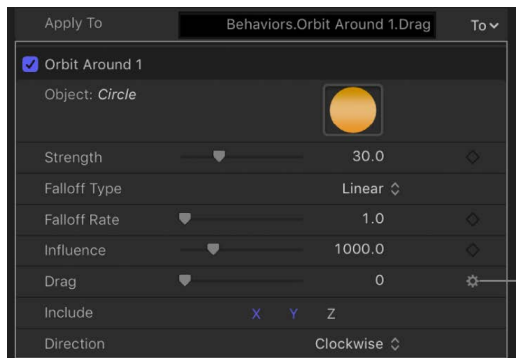 Apply To Behaviors.Orbit Around 1.Drag To
Orbit Around 1
Object: Circle
Strength 30.0
Falloff Type Linear
Falloff Rate 1.0
Influence 1000.0
Drag 0
Include X Y Z
Direction Clockwise